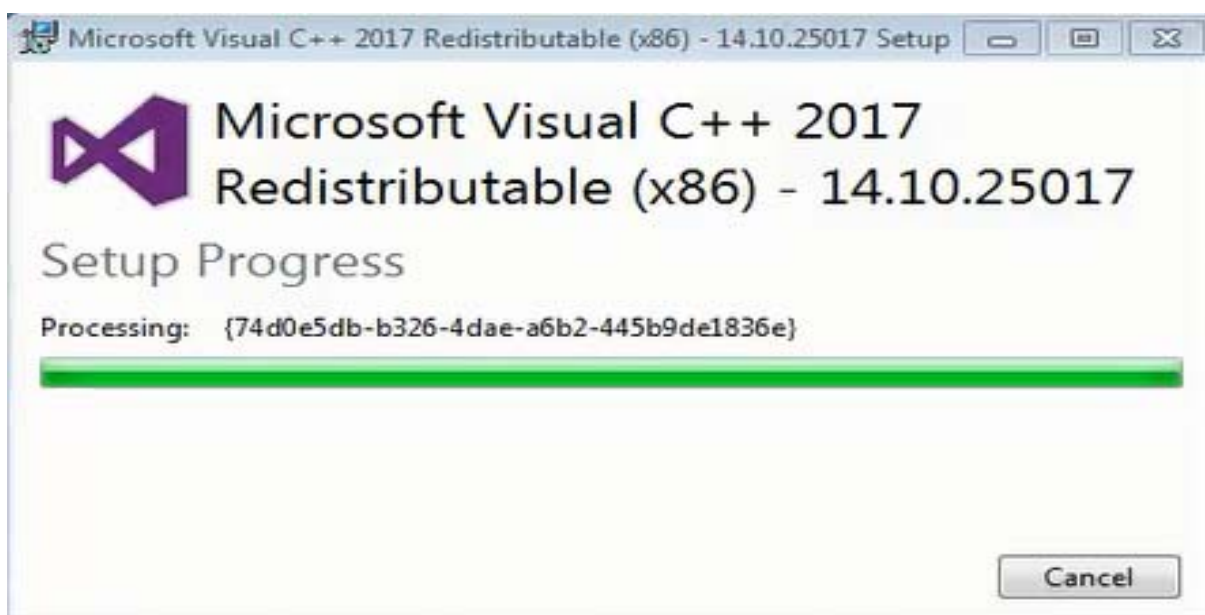 Microsoft Visual C++ 2017 Redistributable (x86) - 14.10.25017 Setup
Microsoft Visual C++ 2017
Redistributable (x86) - 14.10.25017
Setup Progress
Processing: {74d0e5db-b326-4dae-a6b2-445b9de1836e}
Cancel